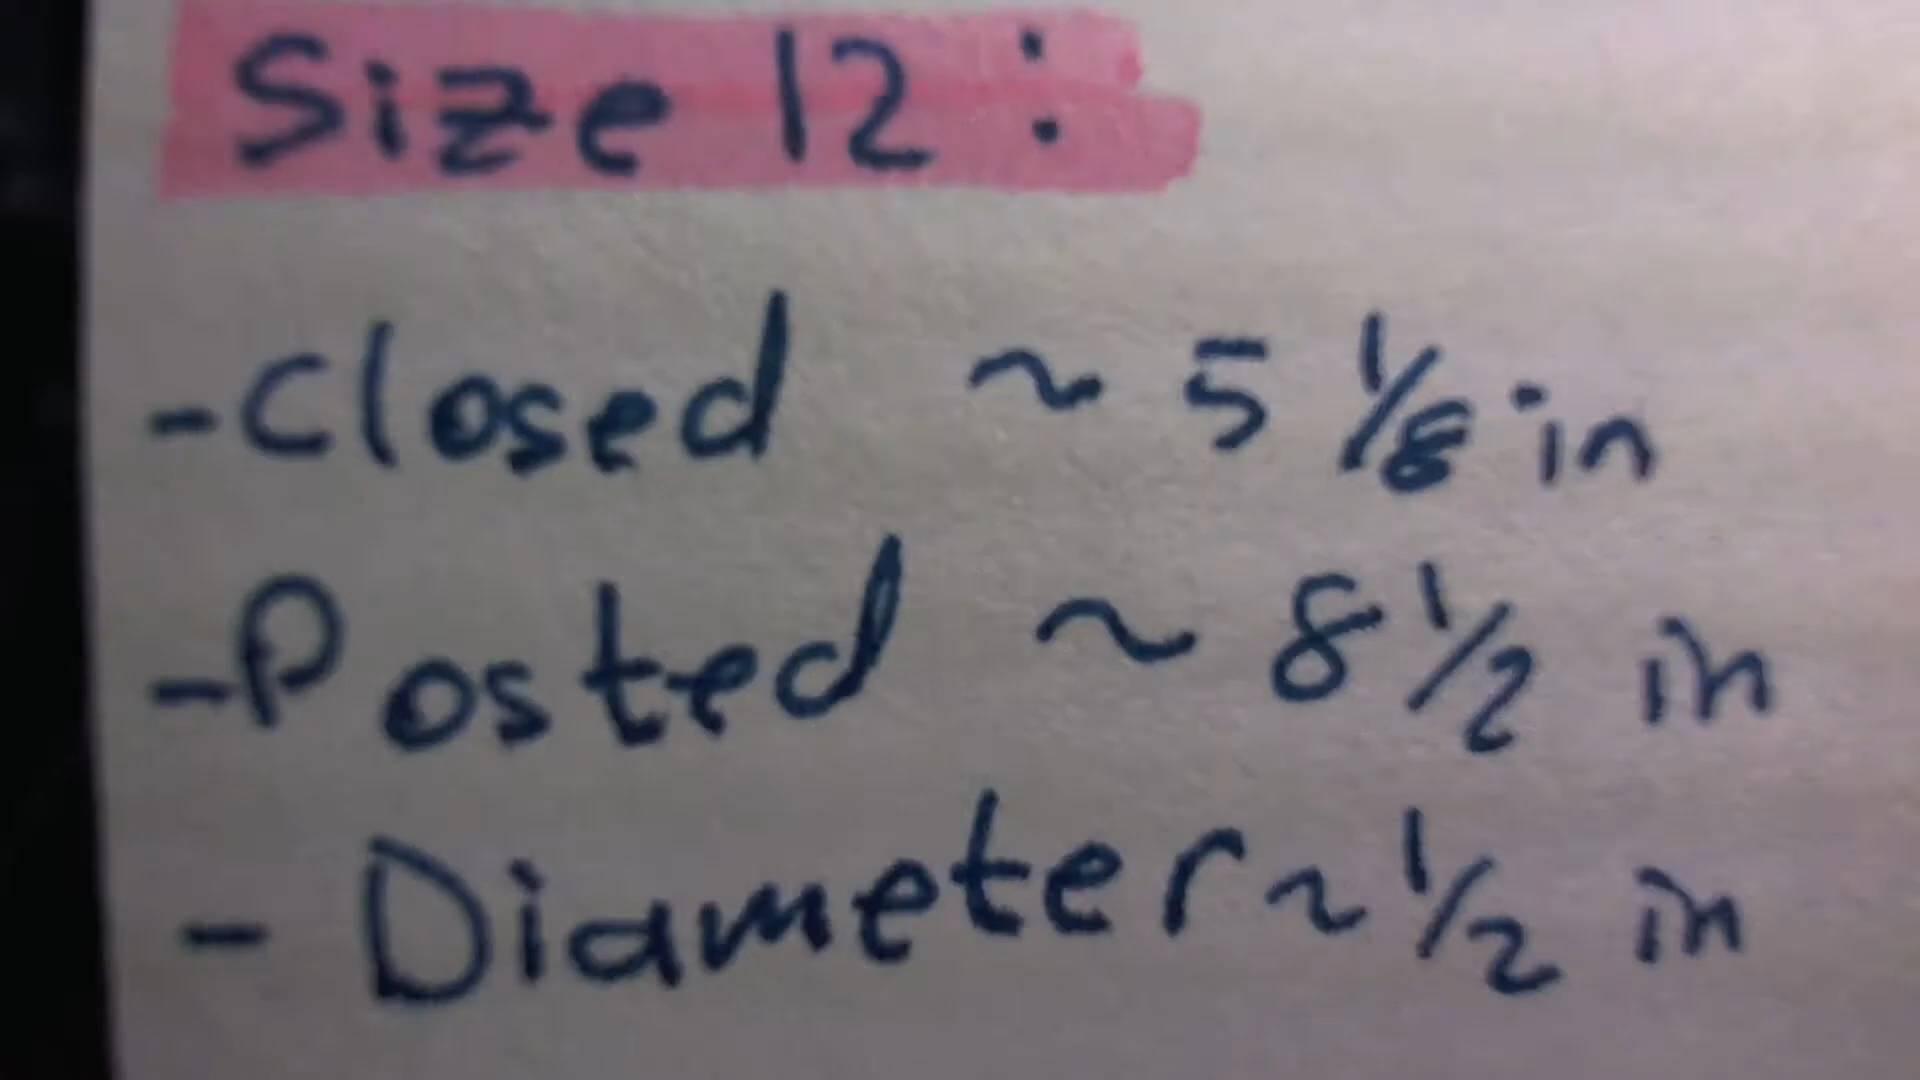 Size 12:
-Closed ~ 5 1/8 in
-Posted ~ 8 1/2 in
- Diameter ~ 1/2 in